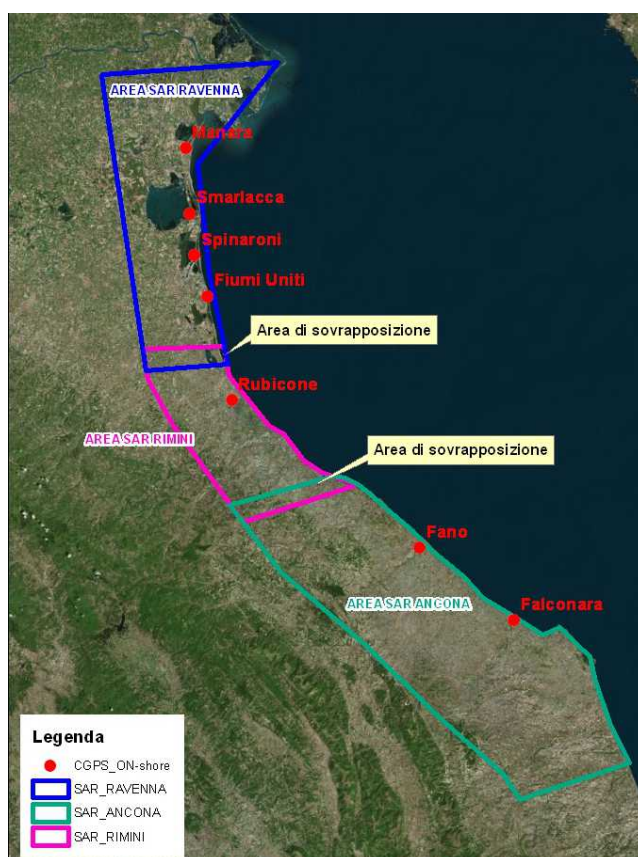 AREA SAR RAVENNA
Manara
Smarlacca
Spinaroni
Fiumi Uniti
Area di sovrapposizione
Rubicone
AREA SAR RIMINI
Area di sovrapposizione
Fano
AREA SAR ANCONA
Falconara
Legenda
CGPS_ON-shore
SAR_RAVENNA
SAR_ANCONA
SAR_RIMINI